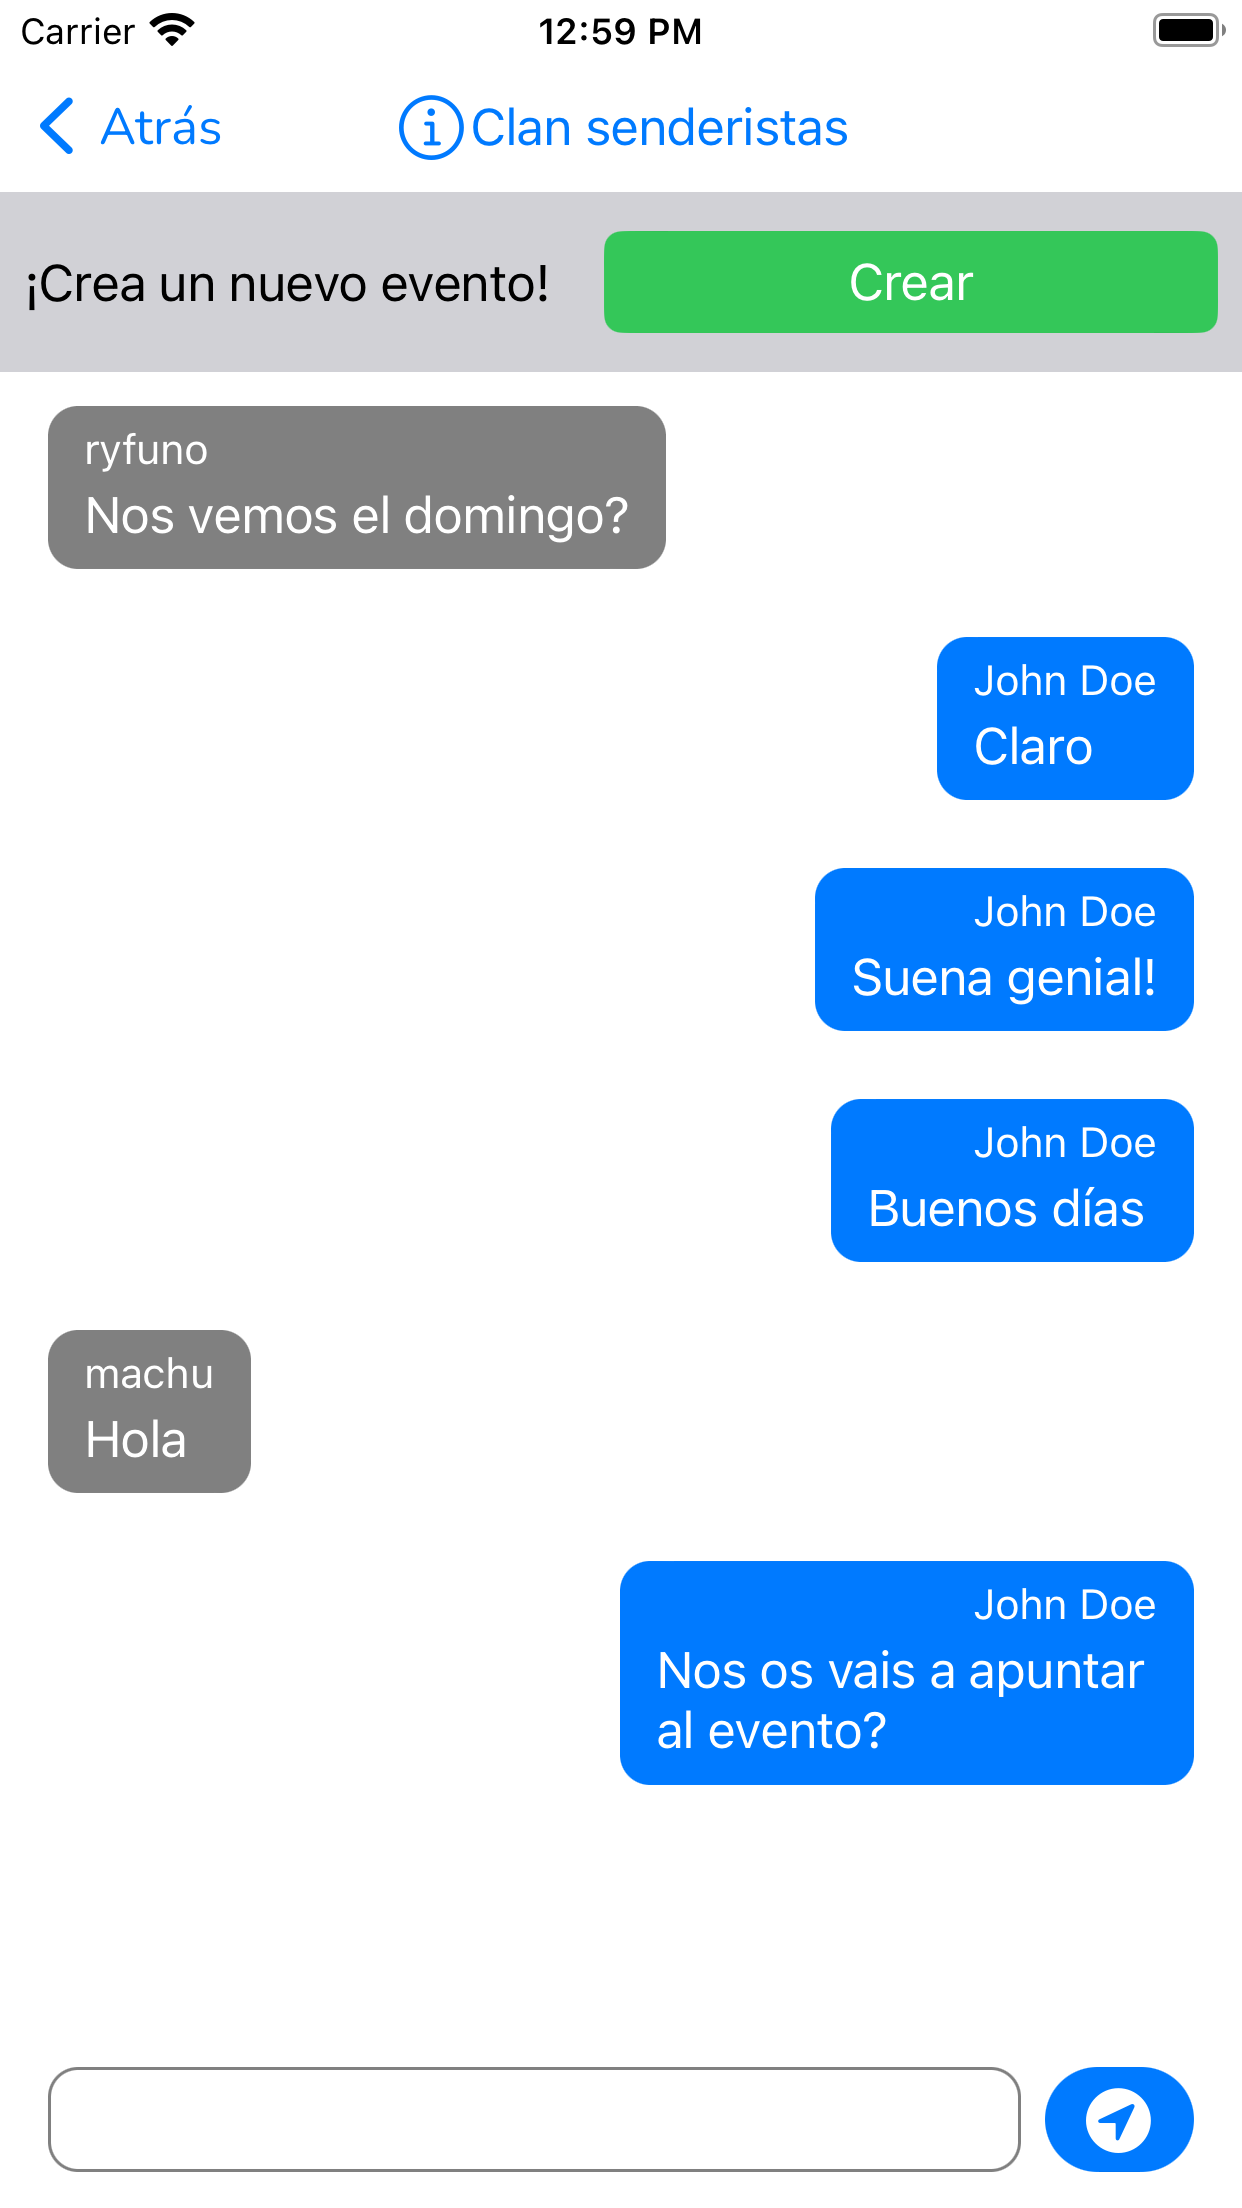 Carrier
12:59 PM
Atrás
Clan senderistas
¡Crea un nuevo evento!
Crear
ryfuno
Nos vemos el domingo?
John Doe
Claro
John Doe
Suena genial!
John Doe
Buenos días
machu
Hola
John Doe
Nos os vais a apuntar
al evento?